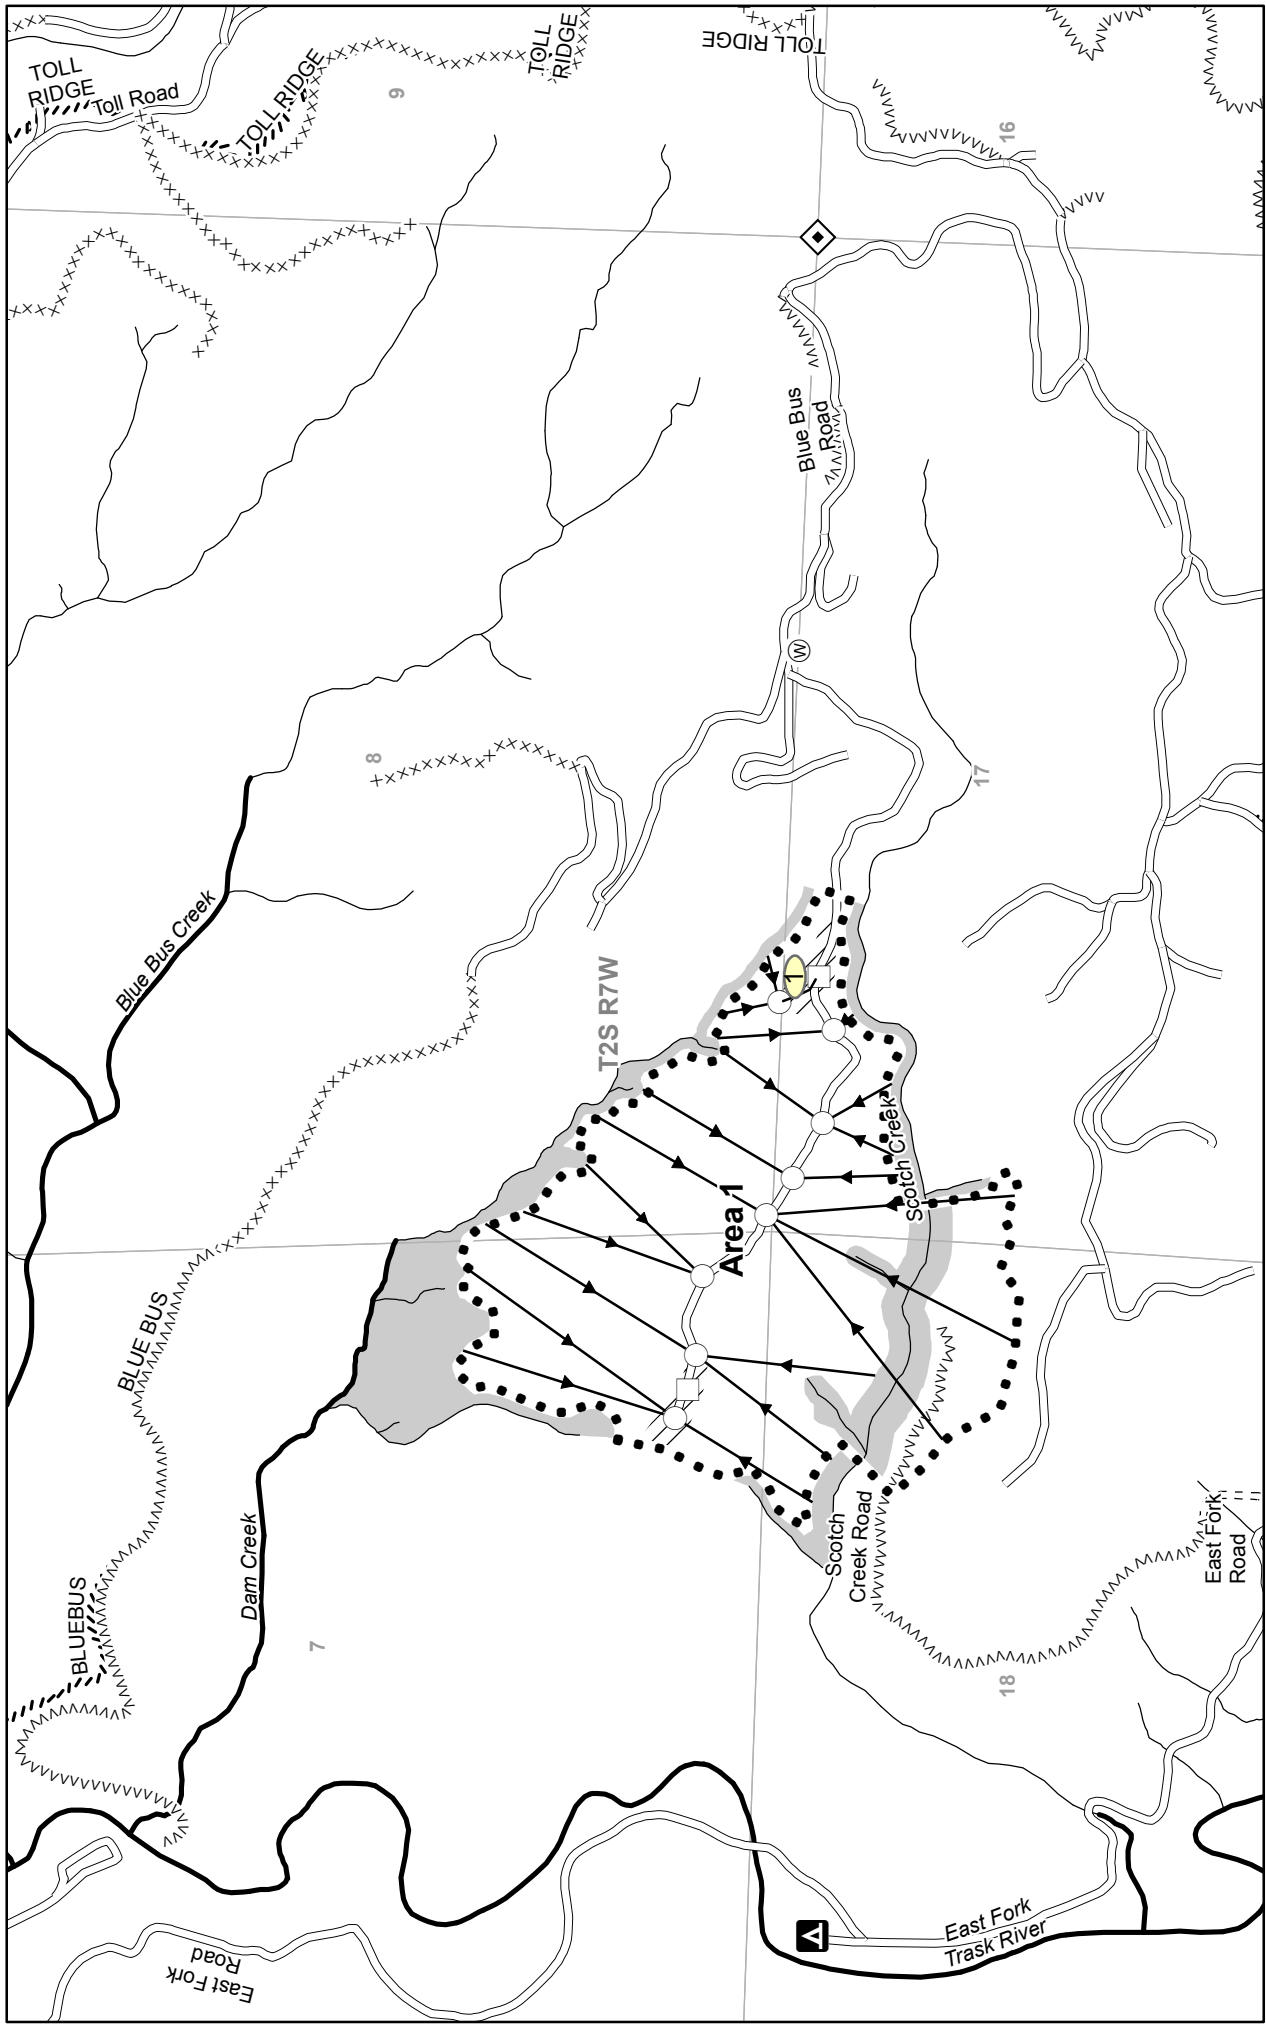 TOLL
RIDGE
Toll Road
TOLL RIDGE
TOLL
RIDGE
TOLL RIDGE
9
16
Blue Bus
Road
W
8
17
Blue Bus Creek
T2S R7W
1
Area 1
Scotch Creek
BLUE BUS
Dam Creek
BLUEBUS
7
Scotch
Creek Road
East Fork
Road
18
East Fork
Road
East Fork
Trask River